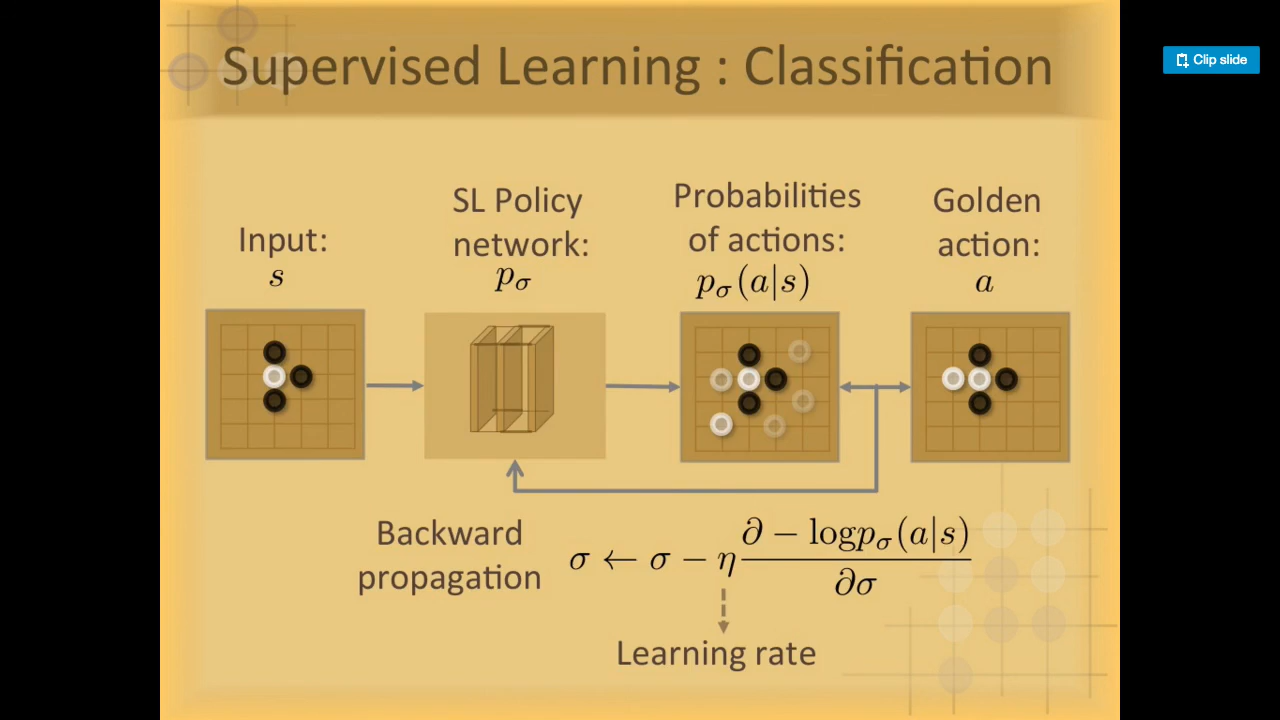 Supervised Learning : Classification
Clip slide
Input:
s
SL Policy
network:
pσ
Probabilities
of actions:
pσ(a|s)
Golden
action:
a
Backward
propagation
σ ← σ − η ∂ − logpσ(a|s) / ∂σ
Learning rate